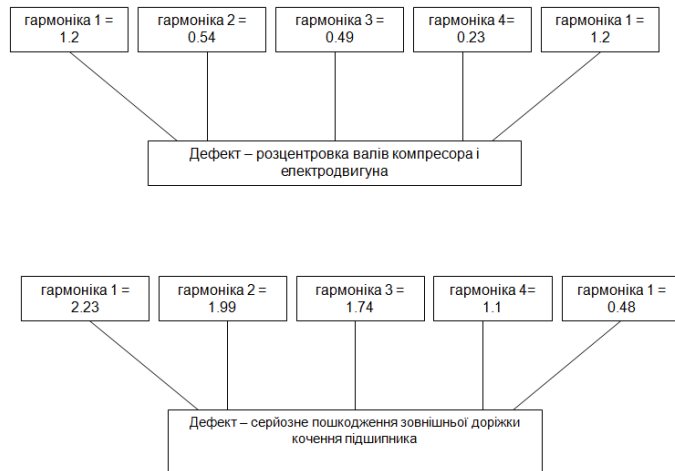 гармоніка 1 =
1.2
гармоніка 2 =
0.54
гармоніка 3 =
0.49
гармоніка 4=
0.23
гармоніка 1 =
1.2
Дефект – розцентровка валів компресора і
електродвигуна
гармоніка 1 =
2.23
гармоніка 2 =
1.99
гармоніка 3 =
1.74
гармоніка 4=
1.1
гармоніка 1 =
0.48
Дефект – серйозне пошкодження зовнішньої доріжки
кочення підшипника